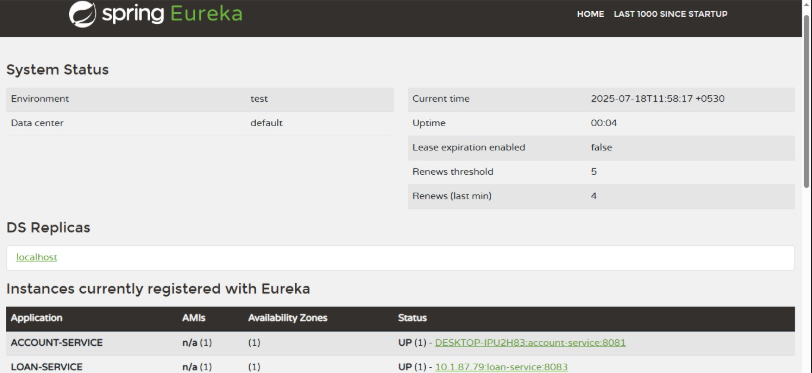 spring Eureka HOME LAST 1000 SINCE STARTUP
System Status
Environment test
Data center default
Current time 2025-07-18T11:58:17 +0530
Uptime 00:04
Lease expiration enabled false
Renews threshold 5
Renews (last min) 4
DS Replicas
localhost
Instances currently registered with Eureka
Application AMIs Availability Zones Status
ACCOUNT-SERVICE n/a (1) (1) UP (1) - DESKTOP-IPU2H83:account-service:8081
LOAN-SERVICE n/a (1) (1) UP (1) - 10.1.87.79:loan-service:8083